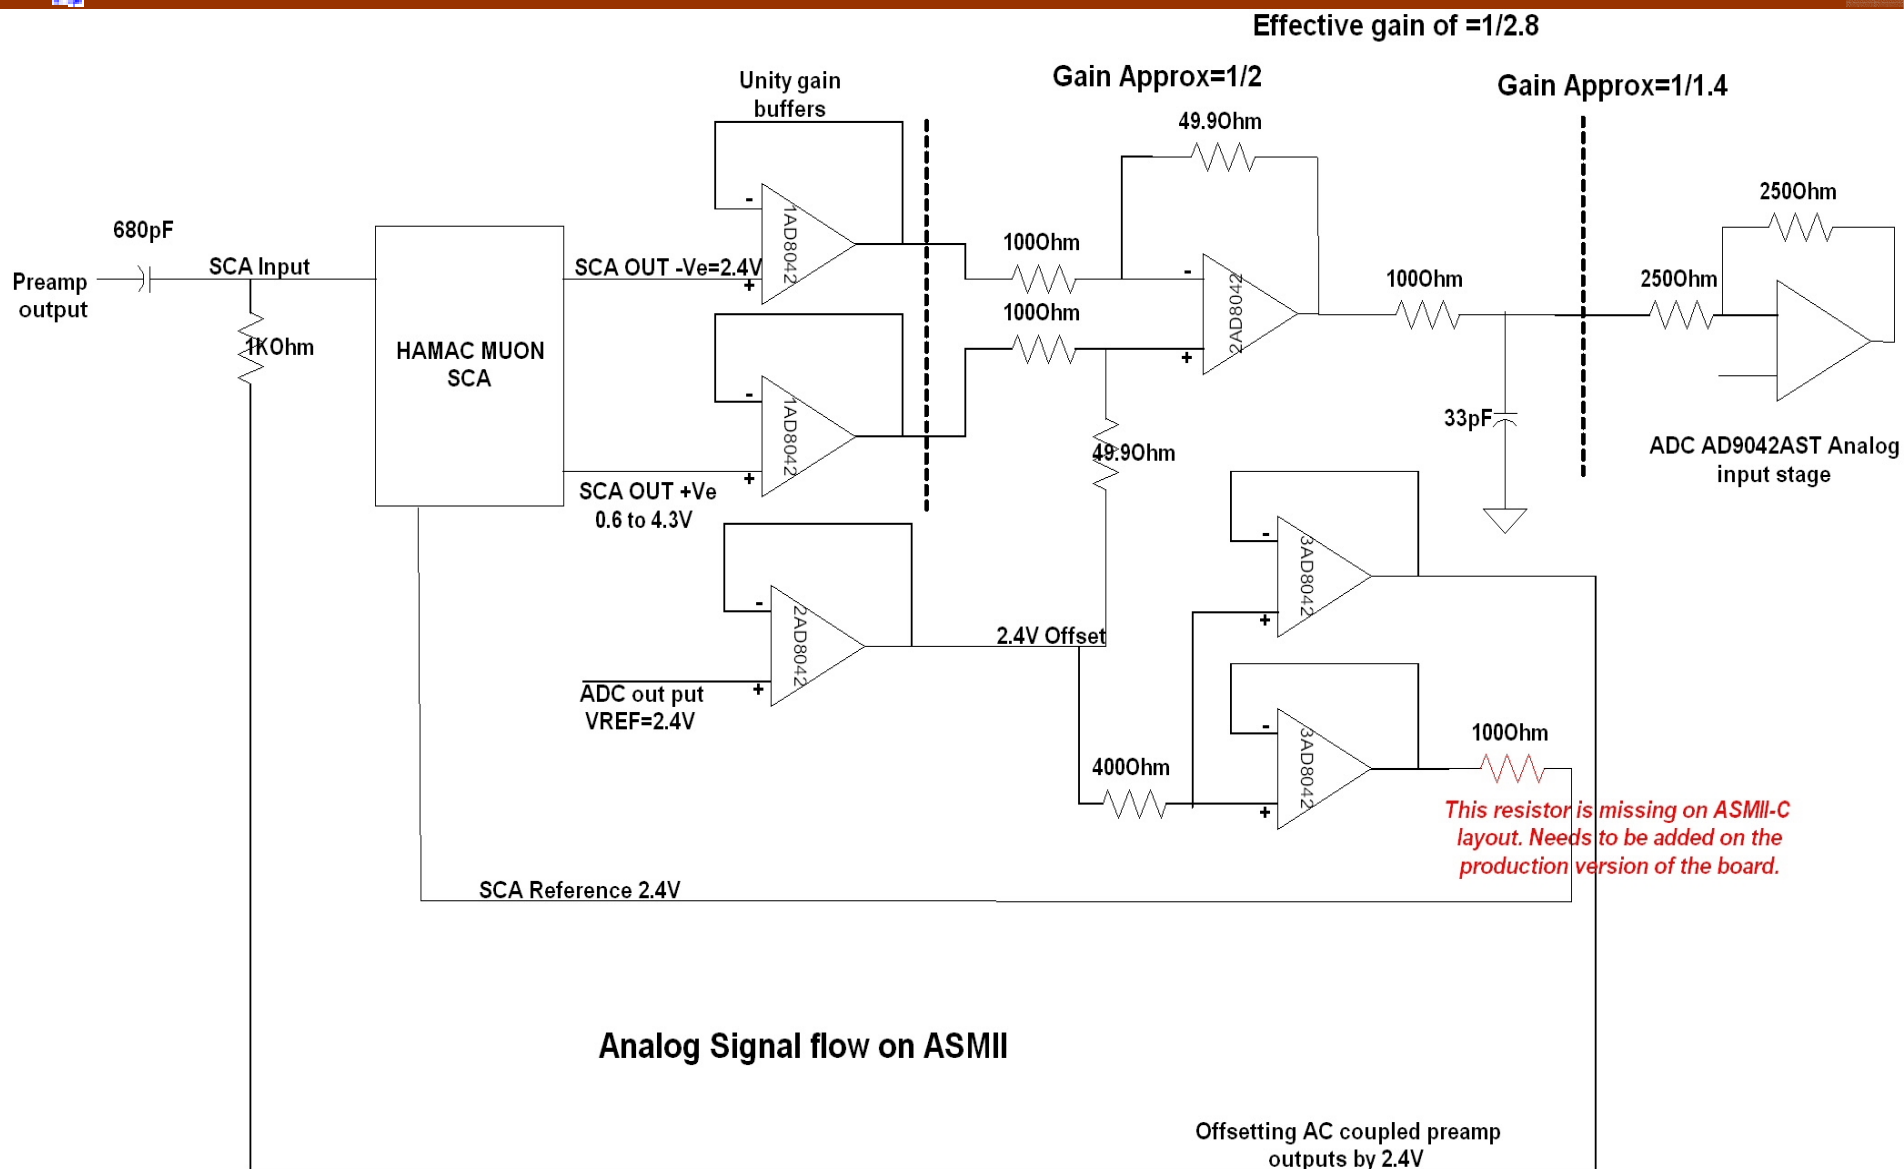 Effective gain of =1/2.8
Gain Approx=1/2
Gain Approx=1/1.4
Unity gain
buffers
49.9Ohm
250Ohm
680pF
Preamp
output
SCA Input
1KOhm
HAMAC MUON
SCA
SCA OUT -Ve=2.4V
-
+
1AD8042
100Ohm
100Ohm
-
+
2AD8042
100Ohm
250Ohm
-
+
1AD8042
SCA OUT +Ve
0.6 to 4.3V
49.9Ohm
33pF
ADC AD9042AST Analog
input stage
-
+
2AD8042
ADC out put
VREF=2.4V
2.4V Offset
-
+
3AD8042
-
+
3AD8042
400Ohm
100Ohm
This resistor is missing on ASMII-C
layout. Needs to be added on the
production version of the board.
SCA Reference 2.4V
Analog Signal flow on ASMII
Offsetting AC coupled preamp
outputs by 2.4V